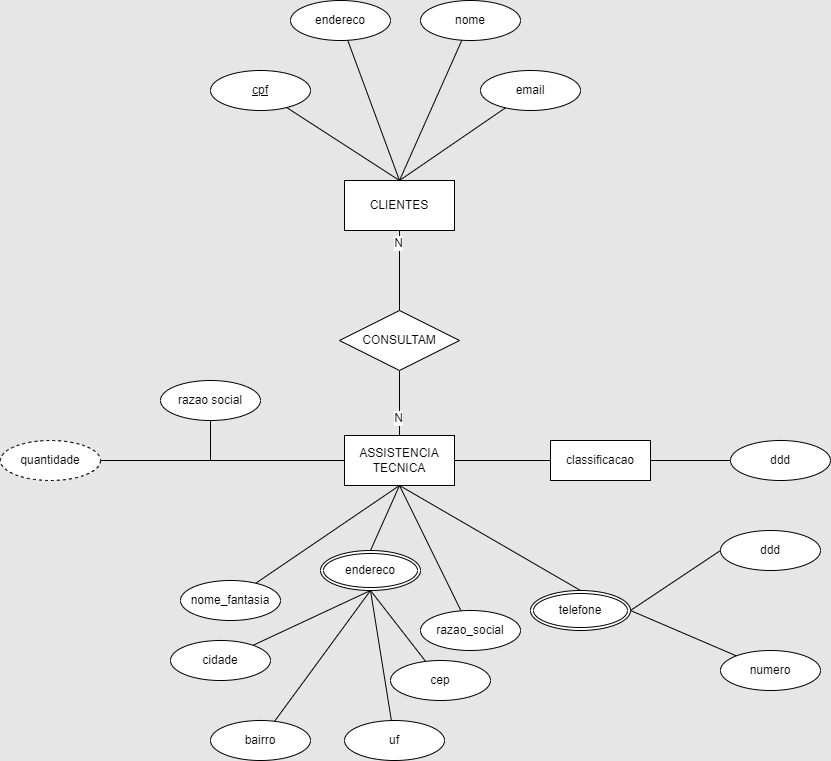 endereco
nome
cpf
email
CLIENTES
N
CONSULTAM
razao social
N
quantidade
ASSISTENCIA
TECNICA
classificacao
ddd
ddd
endereco
nome_fantasia
telefone
razao_social
cidade
cep
numero
bairro
uf